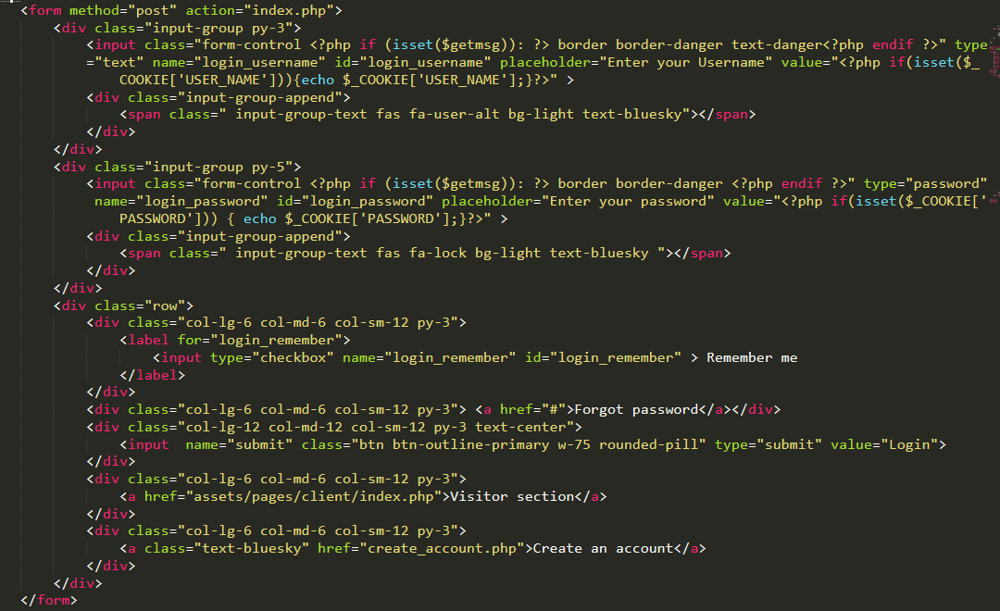 <form method="post" action="index.php">
<div class="input-group py-3">
<input class="form-control <?php if (isset($getmsg)): ?> border border-danger text-danger<?php endif ?>" type
="text" name="login_username" id="login_username" placeholder="Enter your Username" value="<?php if(isset($_
COOKIE['USER_NAME'])){echo $_COOKIE['USER_NAME'];}?>" >
<div class="input-group-append">
<span class=" input-group-text fas fa-user-alt bg-light text-bluesky"></span>
</div>
</div>
<div class="input-group py-5">
<input class="form-control <?php if (isset($getmsg)): ?> border border-danger <?php endif ?>" type="password"
name="login_password" id="login_password" placeholder="Enter your password" value="<?php if(isset($_COOKIE['
PASSWORD'])) { echo $_COOKIE['PASSWORD'];}?>" >
<div class="input-group-append">
<span class=" input-group-text fas fa-lock bg-light text-bluesky "></span>
</div>
</div>
<div class="row">
<div class="col-lg-6 col-md-6 col-sm-12 py-3">
<label for="login_remember">
<input type="checkbox" name="login_remember" id="login_remember" > Remember me
</label>
</div>
<div class="col-lg-6 col-md-6 col-sm-12 py-3"> <a href="#">Forgot password</a></div>
<div class="col-lg-12 col-md-12 col-sm-12 py-3 text-center">
<input  name="submit" class="btn btn-outline-primary w-75 rounded-pill" type="submit" value="Login">
</div>
<div class="col-lg-6 col-md-6 col-sm-12 py-3">
<a href="assets/pages/client/index.php">Visitor section</a>
</div>
<div class="col-lg-6 col-md-6 col-sm-12 py-3">
<a class="text-bluesky" href="create_account.php">Create an account</a>
</div>
</div>
</form>